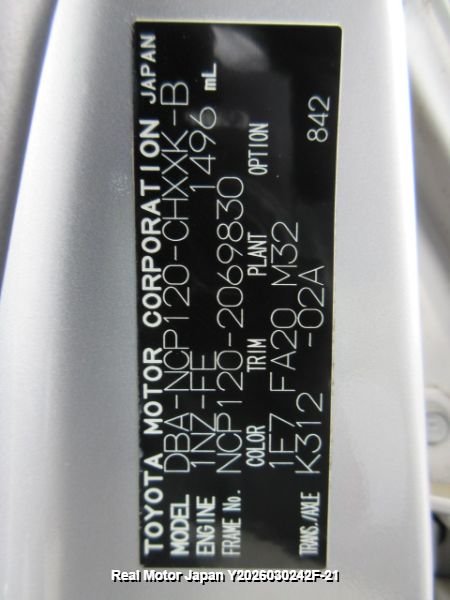 TOYOTA MOTOR CORPORATION JAPAN
MODEL DBA-NCP120-CHXXK -B
ENGINE 1NZ-FE 1496 mL
FRAME No. NCP120-2069830
COLOR TRIM PLANT OPTION
1E7 FA20 M32
TRANS./AXLE K312 -02A 842
Real Motor Japan Y2026030242F-21